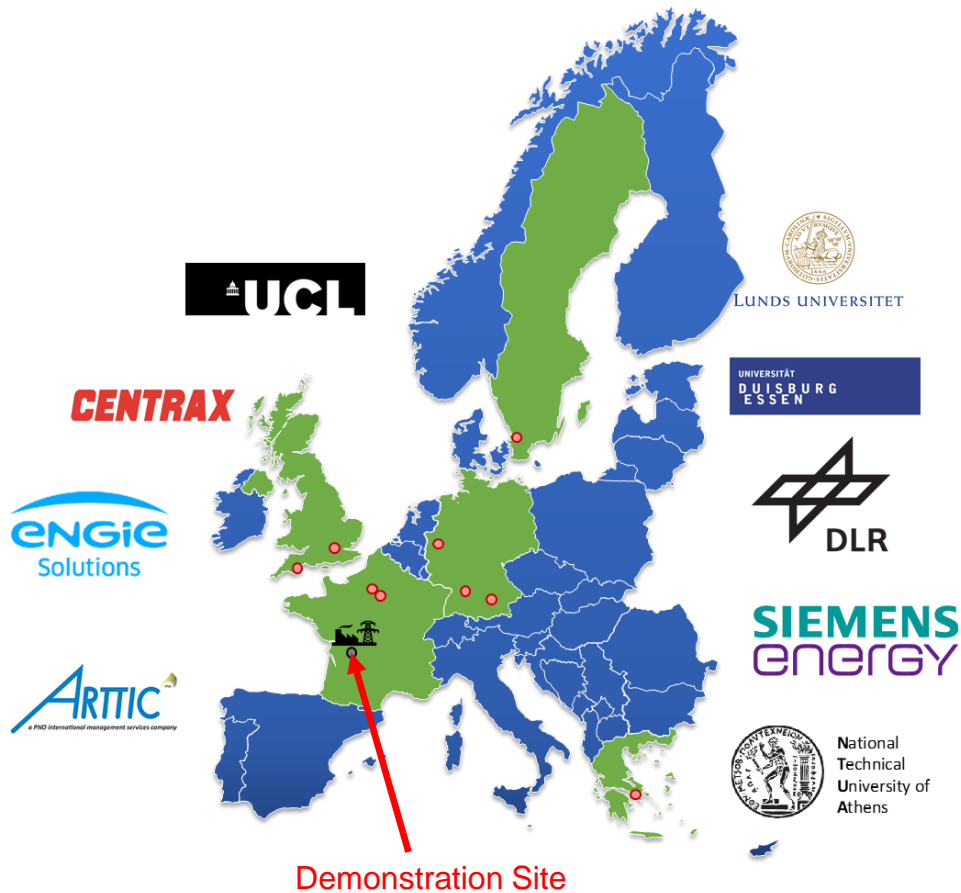 UCL
LUNDS UNIVERSITET
CENTRAX
UNIVERSITÄT
DUISBURG
ESSEN
ENGIE
Solutions
DLR
SIEMENS
energy
ARTTIC
PNO
a PNO international management services company
National
Technical
University of
Athens
Demonstration Site